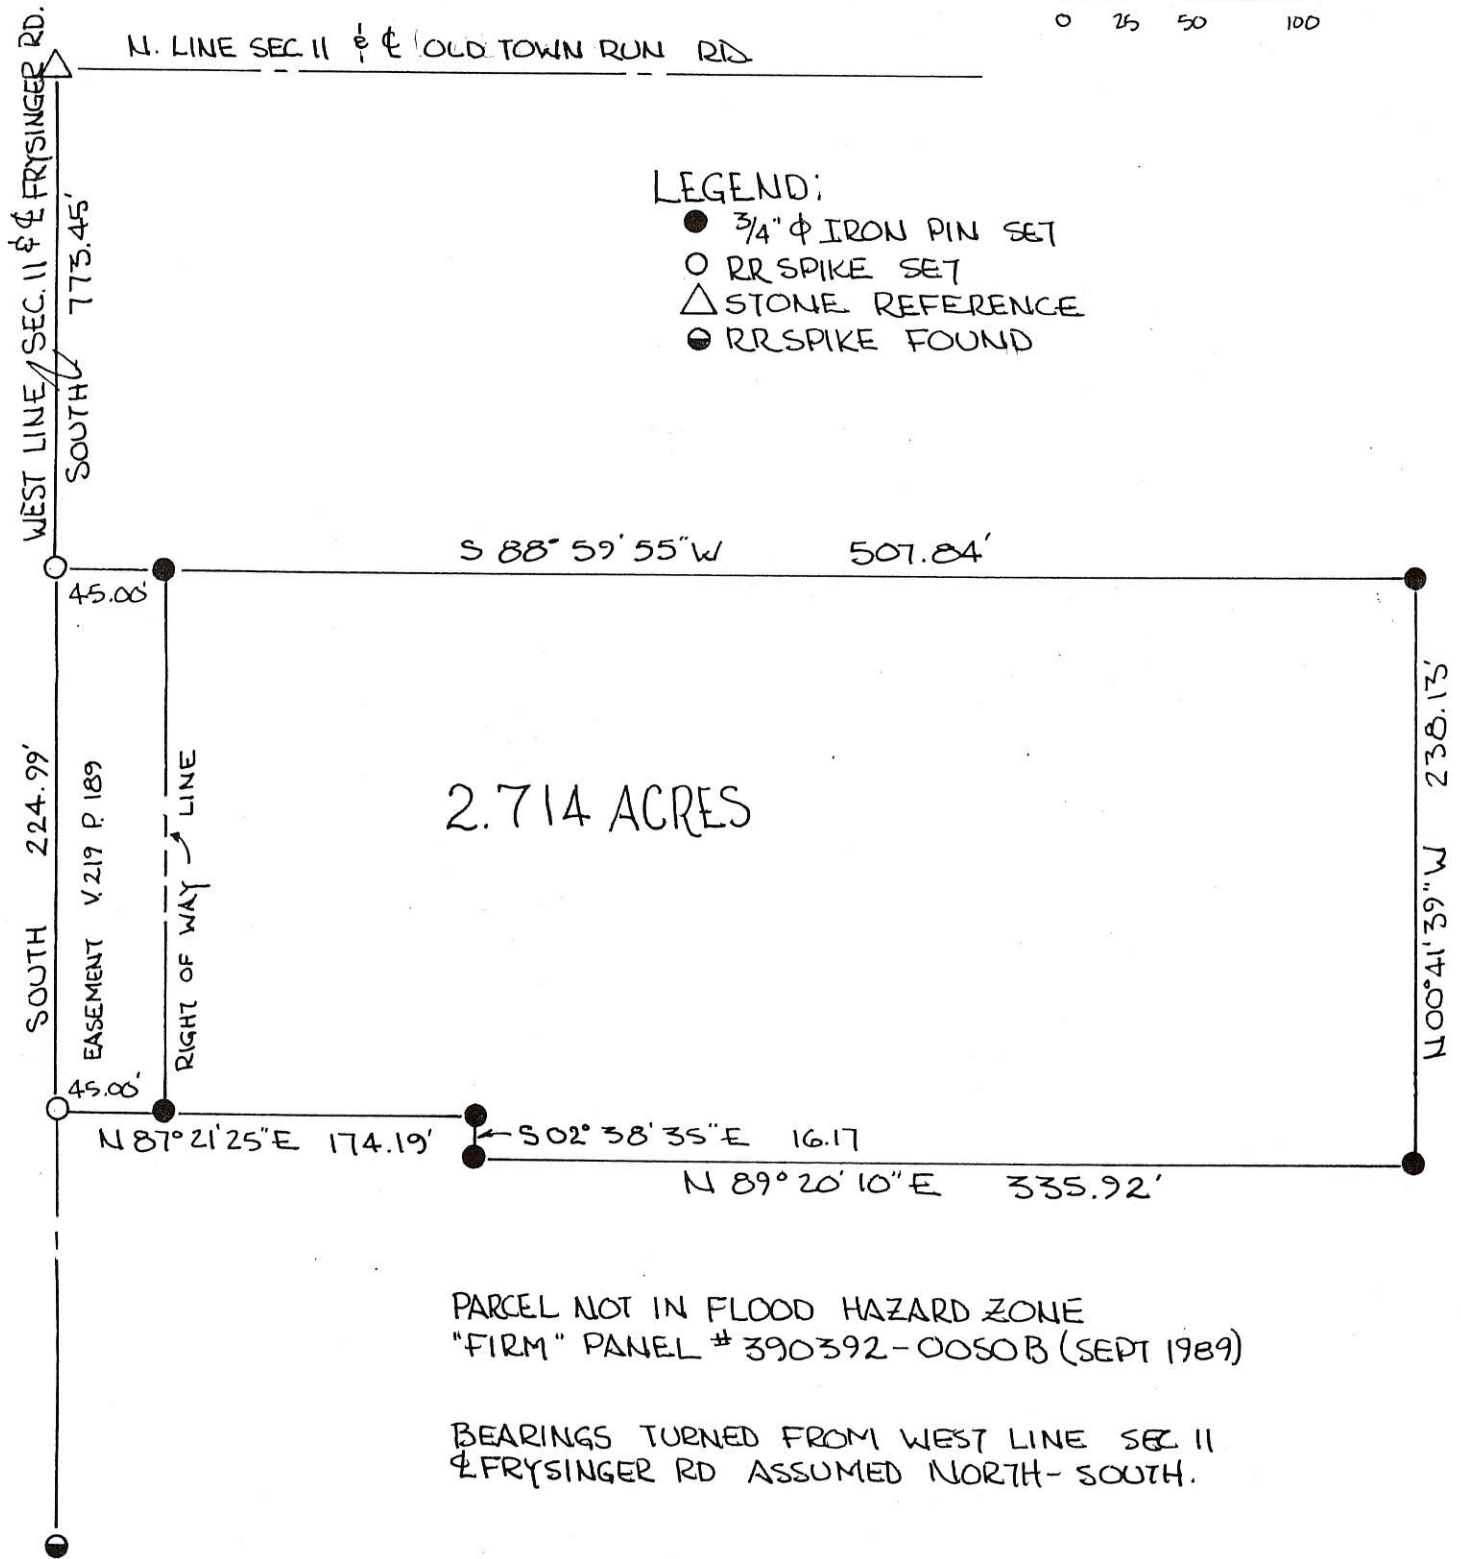 0 25 50 100
N. LINE SEC 11 & ℄ OLD TOWN RUN RD.
WEST LINE SEC. 11 & ℄ FRYSINGER RD.
SOUTH 773.45'
LEGEND:
3/4" Φ IRON PIN SET
RR SPIKE SET
STONE REFERENCE
RR SPIKE FOUND
S 88° 59' 55" W 507.84'
45.00'
SOUTH 224.99'
EASEMENT V. 219 P. 189
RIGHT OF WAY LINE
2.714 ACRES
N 00° 41' 39" W 238.13'
45.00'
N 87° 21' 25" E 174.19'
S 02° 38' 35" E 16.17
N 89° 20' 10" E 335.92'
PARCEL NOT IN FLOOD HAZARD ZONE
"FIRM" PANEL # 390392-0050B (SEPT 1989)
BEARINGS TURNED FROM WEST LINE SEC 11
℄ FRYSINGER RD ASSUMED NORTH-SOUTH.